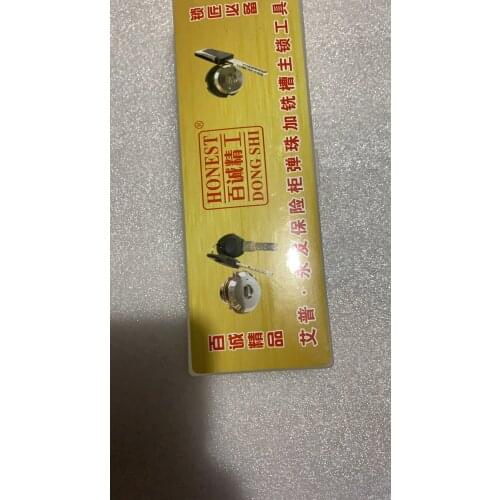 百诚精品
锁匠必备
HONEST®
百诚精工
DONG SHI
艾普·永发保险柜弹珠加铣槽主锁工具